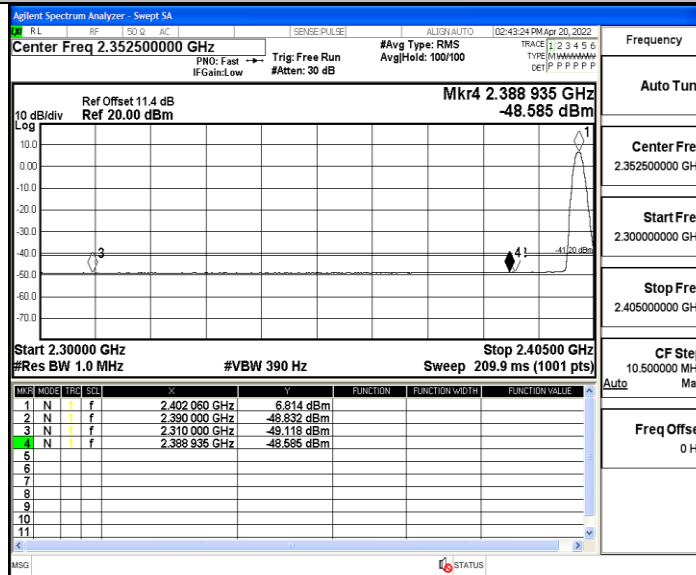 Agilent Spectrum Analyzer - Swept SA
RL RF 50 Ω AC SENSE:PULSE ALIGN AUTO 02:43:24 PM Apr 20, 2022
Center Freq 2.352500000 GHz
#Avg Type: RMS
TRACE 1 2 3 4 5 6
PNO: Fast Trig: Free Run Avg|Hold: 100/100
TYPE M W W W W W
IFGain:Low #Atten: 30 dB
DET P P P P P P
Mkr4 2.388 935 GHz
-48.585 dBm
Ref Offset 11.4 dB
10 dB/div Ref 20.00 dBm
Log
10.0
0.00
-10.0
-20.0
-30.0
-40.0
-50.0
-60.0
-70.0
1
3
4
-41.20 dBm
Start 2.30000 GHz Stop 2.40500 GHz
#Res BW 1.0 MHz #VBW 390 Hz Sweep 209.9 ms (1001 pts)
MKR MODE TRC SCL X Y FUNCTION FUNCTION WIDTH FUNCTION VALUE
1 N 1 f 2.402 060 GHz 6.814 dBm
2 N 1 f 2.390 000 GHz -48.832 dBm
3 N 1 f 2.310 000 GHz -49.118 dBm
4 N 1 f 2.388 935 GHz -48.585 dBm
5
6
7
8
9
10
11
MSG STATUS
Frequency
Auto Tun
Center Fre
2.352500000 GH
Start Fre
2.300000000 GH
Stop Fre
2.405000000 GH
CF Ste
10.500000 MH
Auto Ma
Freq Offse
0 H